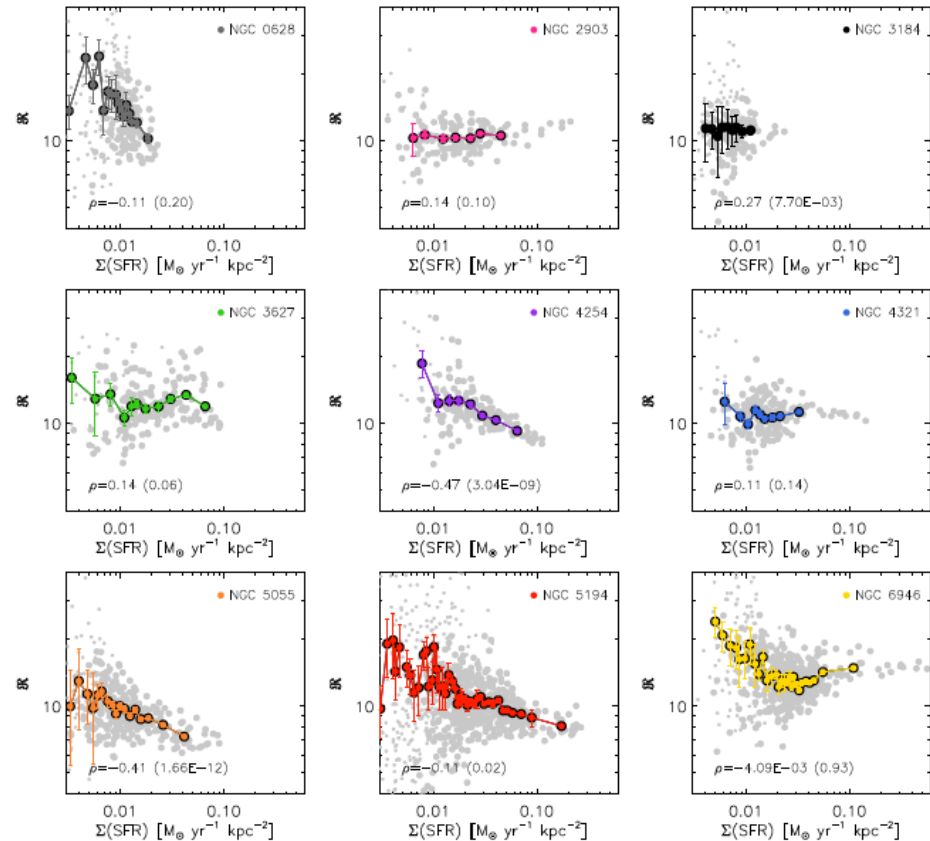 10
NGC 0628
ℜ
ρ=−0.11 (0.20)
0.01 0.10
Σ(SFR) [M⊙ yr⁻¹ kpc⁻²]
10
NGC 2903
ℜ
ρ=0.14 (0.10)
0.01 0.10
Σ(SFR) [M⊙ yr⁻¹ kpc⁻²]
10
NGC 3184
ℜ
ρ=0.27 (7.70E−03)
0.01 0.10
Σ(SFR) [M⊙ yr⁻¹ kpc⁻²]
10
NGC 3627
ℜ
ρ=0.14 (0.06)
0.01 0.10
Σ(SFR) [M⊙ yr⁻¹ kpc⁻²]
10
NGC 4254
ℜ
ρ=−0.47 (3.04E−09)
0.01 0.10
Σ(SFR) [M⊙ yr⁻¹ kpc⁻²]
10
NGC 4321
ℜ
ρ=0.11 (0.14)
0.01 0.10
Σ(SFR) [M⊙ yr⁻¹ kpc⁻²]
10
NGC 5055
ℜ
ρ=−0.41 (1.66E−12)
0.01 0.10
Σ(SFR) [M⊙ yr⁻¹ kpc⁻²]
10
NGC 5194
ℜ
ρ=−0.11 (0.02)
0.01 0.10
Σ(SFR) [M⊙ yr⁻¹ kpc⁻²]
10
NGC 6946
ℜ
ρ=−4.09E−03 (0.93)
0.01 0.10
Σ(SFR) [M⊙ yr⁻¹ kpc⁻²]